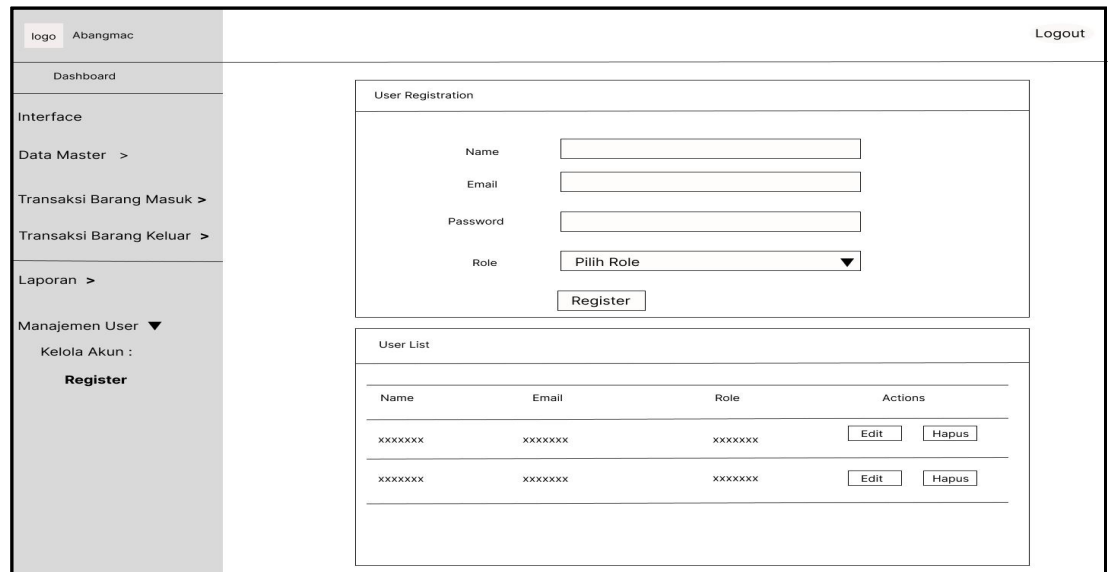 logo Abangmac
Logout
Dashboard
Interface
Data Master >
Transaksi Barang Masuk >
Transaksi Barang Keluar >
Laporan >
Manajemen User ▼
Kelola Akun :
Register
User Registration
Name
Email
Password
Role Pilih Role ▼
Register
User List
Name Email Role Actions
xxxxxxx xxxxxxx xxxxxxx Edit Hapus
xxxxxxx xxxxxxx xxxxxxx Edit Hapus